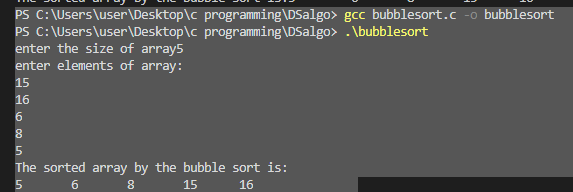 PS C:\Users\user\Desktop\c programming\DSalgo> gcc bubblesort.c -o bubblesort
PS C:\Users\user\Desktop\c programming\DSalgo> .\bubblesort
enter the size of array5
enter elements of array:
15
16
6
8
5
The sorted array by the bubble sort is:
5 6 8 15 16